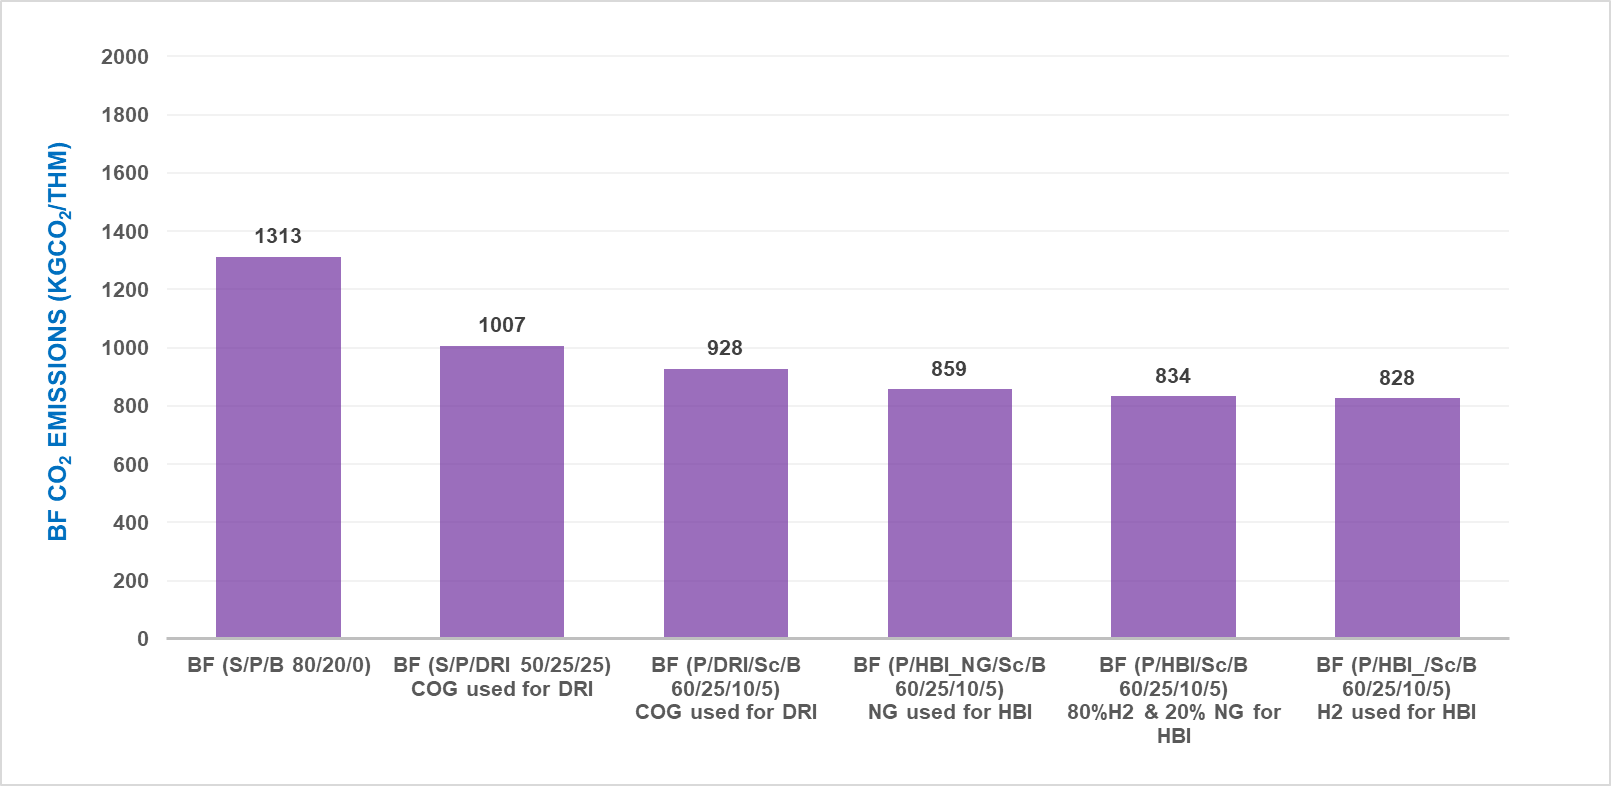 BF CO₂ EMISSIONS (KGCO₂/THM)
2000
1800
1600
1400
1200
1000
800
600
400
200
0
1313
1007
928
859
834
828
BF (S/P/B 80/20/0)
BF (S/P/DRI 50/25/25)
COG used for DRI
BF (P/DRI/Sc/B
60/25/10/5)
COG used for DRI
BF (P/HBI_NG/Sc/B
60/25/10/5)
NG used for HBI
BF (P/HBI/Sc/B
60/25/10/5)
80%H2 & 20% NG for
HBI
BF (P/HBI_/Sc/B
60/25/10/5)
H2 used for HBI